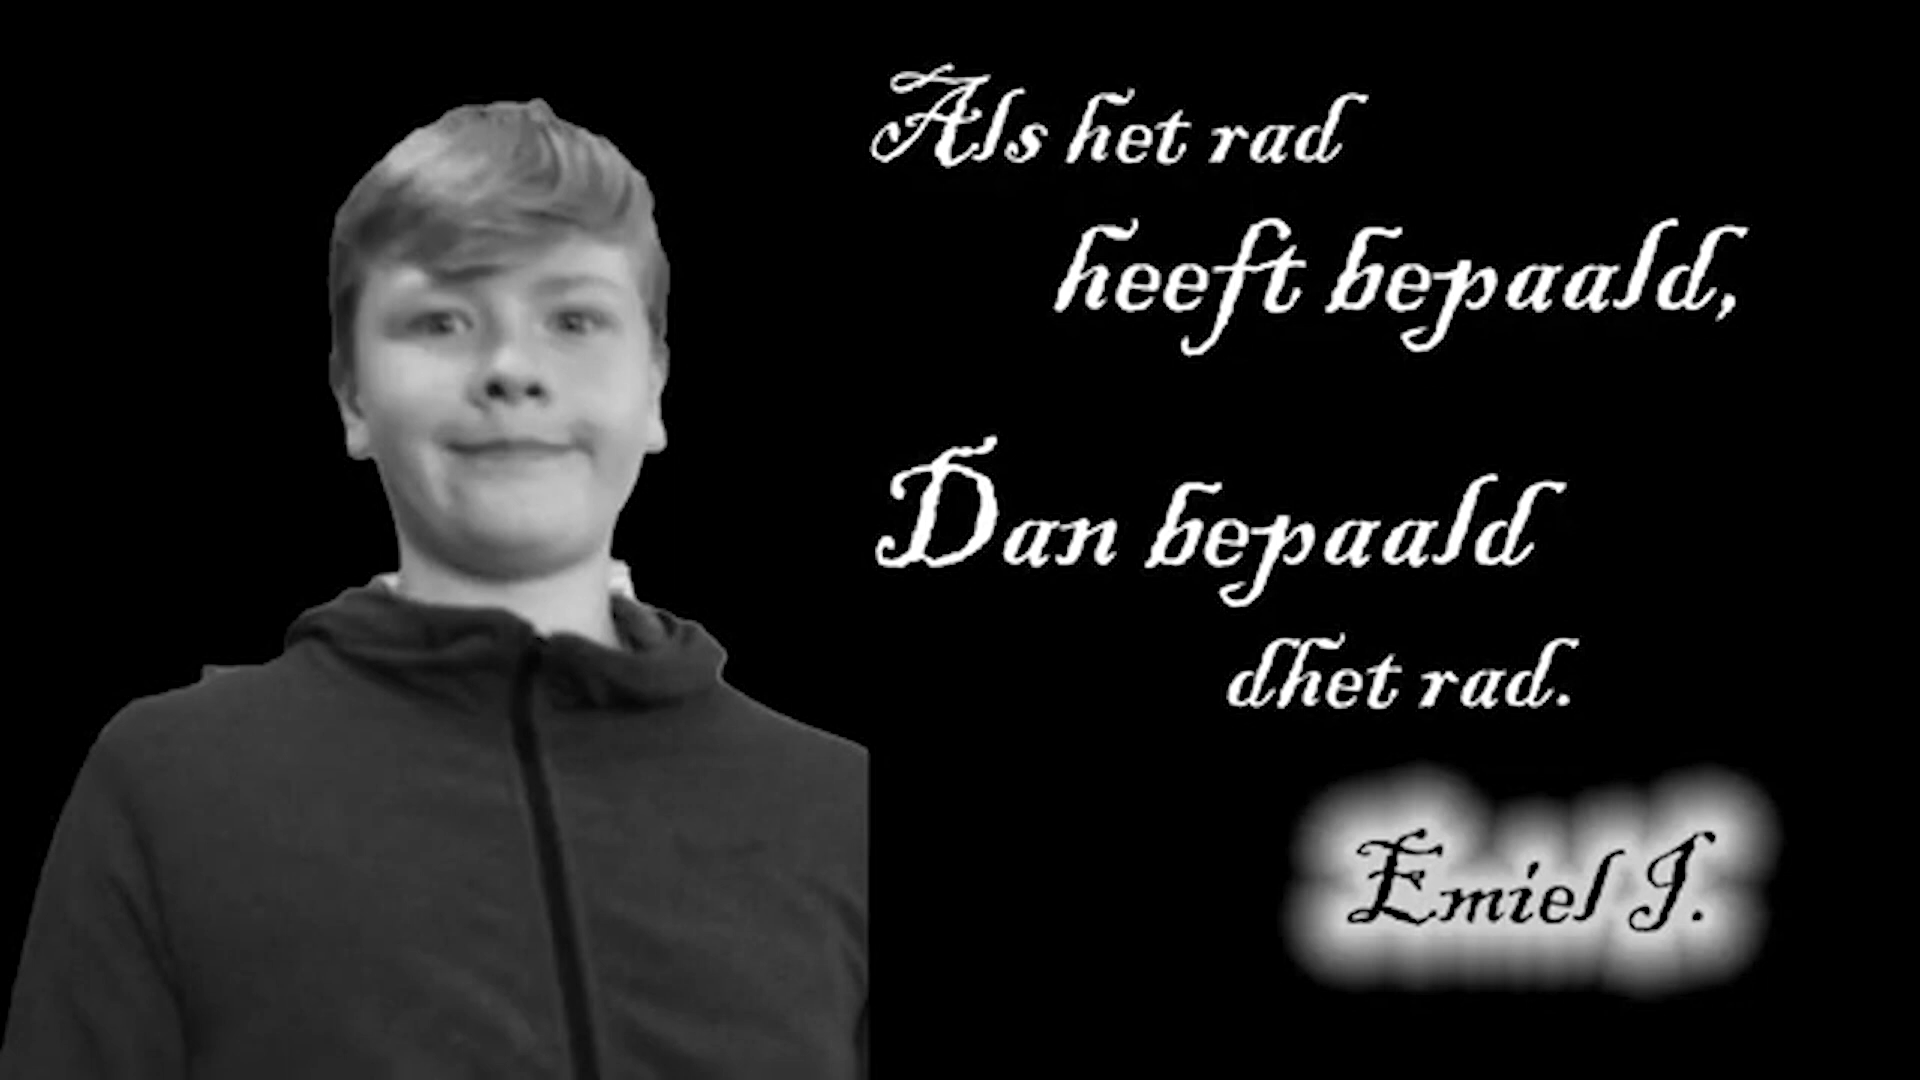 Als het rad
heeft bepaald,
Dan bepaald
dhet rad.
Emiel J.